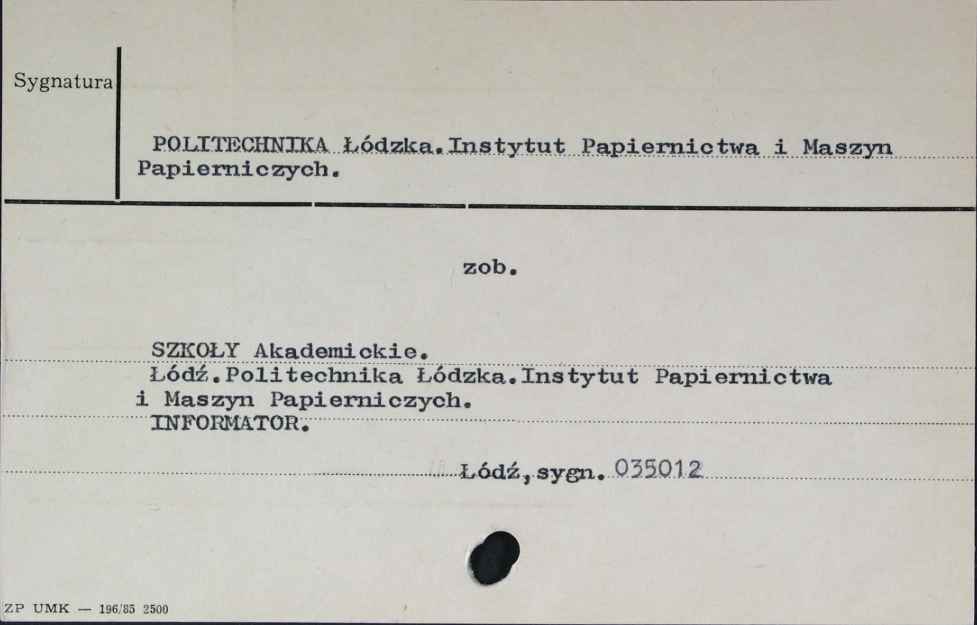 Sygnatura
POLITECHNIKA Łódzka.Instytut Papiernictwa i Maszyn
Papierniczych.
zob.
SZKOŁY Akademickie.
Łódź.Politechnika Łódzka.Instytut Papiernictwa
i Maszyn Papierniczych.
INFORMATOR.
Łódź,sygn. 035012
ZP UMK — 196/85 2500